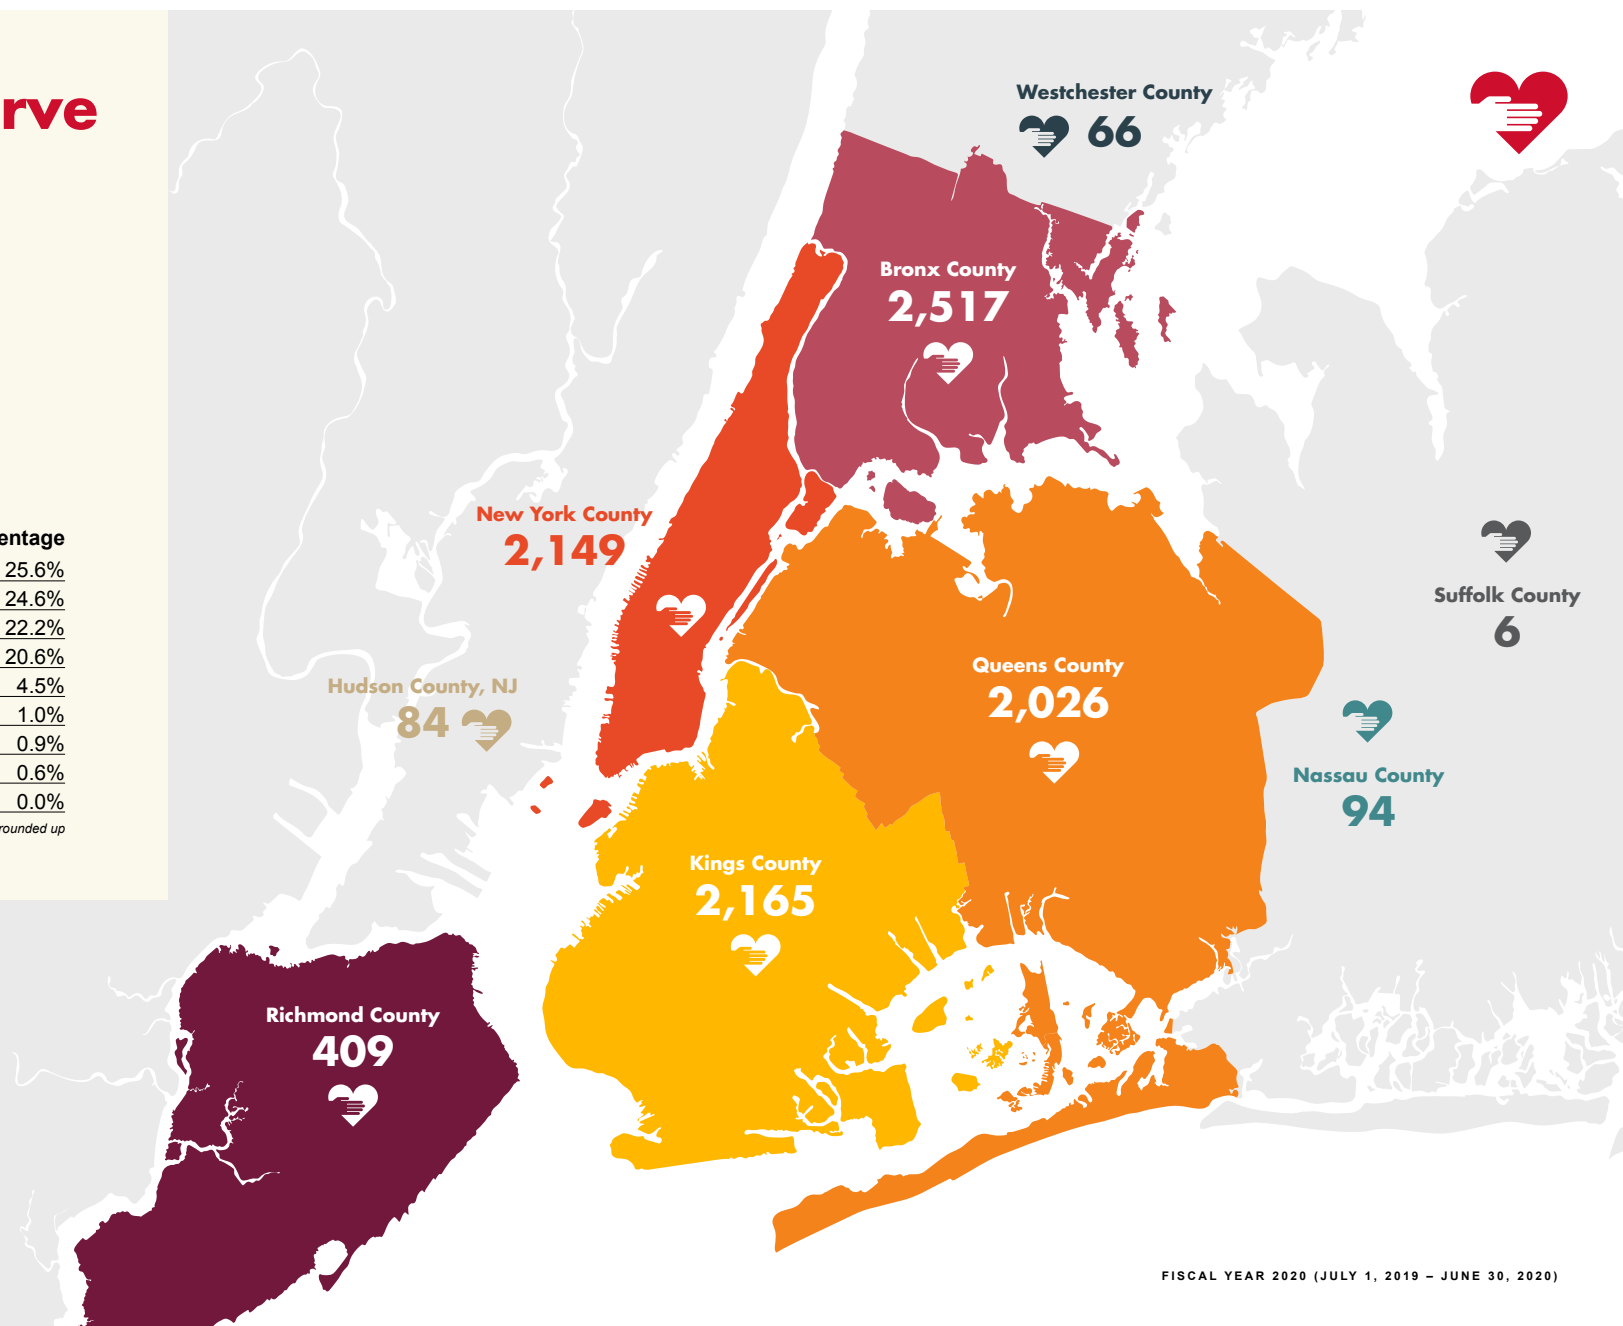 rve
entage
25.6%
24.6%
22.2%
20.6%
4.5%
1.0%
0.9%
0.6%
0.0%
rounded up
Westchester County
66
Bronx County
2,517
New York County
2,149
Hudson County, NJ
84
Queens County
2,026
Suffolk County
6
Nassau County
94
Kings County
2,165
Richmond County
409
FISCAL YEAR 2020 (JULY 1, 2019 – JUNE 30, 2020)